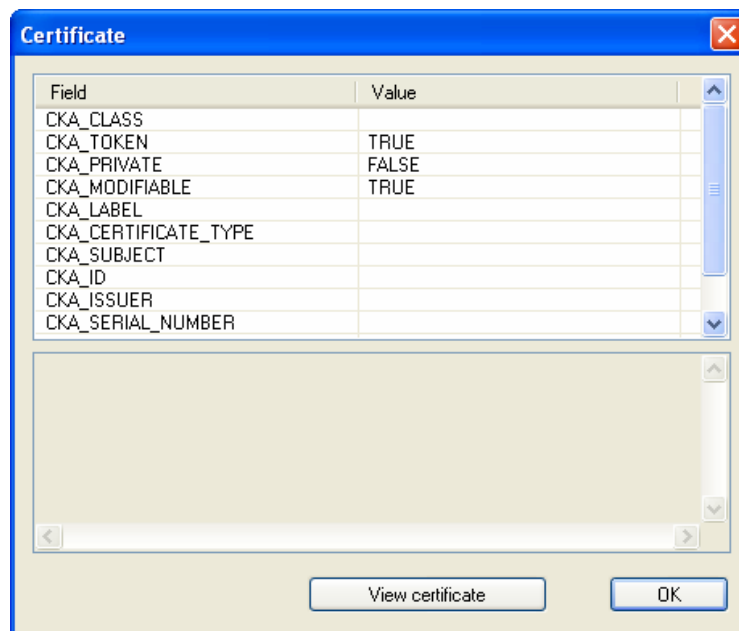 Certificate
Field Value
CKA_CLASS
CKA_TOKEN TRUE
CKA_PRIVATE FALSE
CKA_MODIFIABLE TRUE
CKA_LABEL
CKA_CERTIFICATE_TYPE
CKA_SUBJECT
CKA_ID
CKA_ISSUER
CKA_SERIAL_NUMBER
View certificate OK